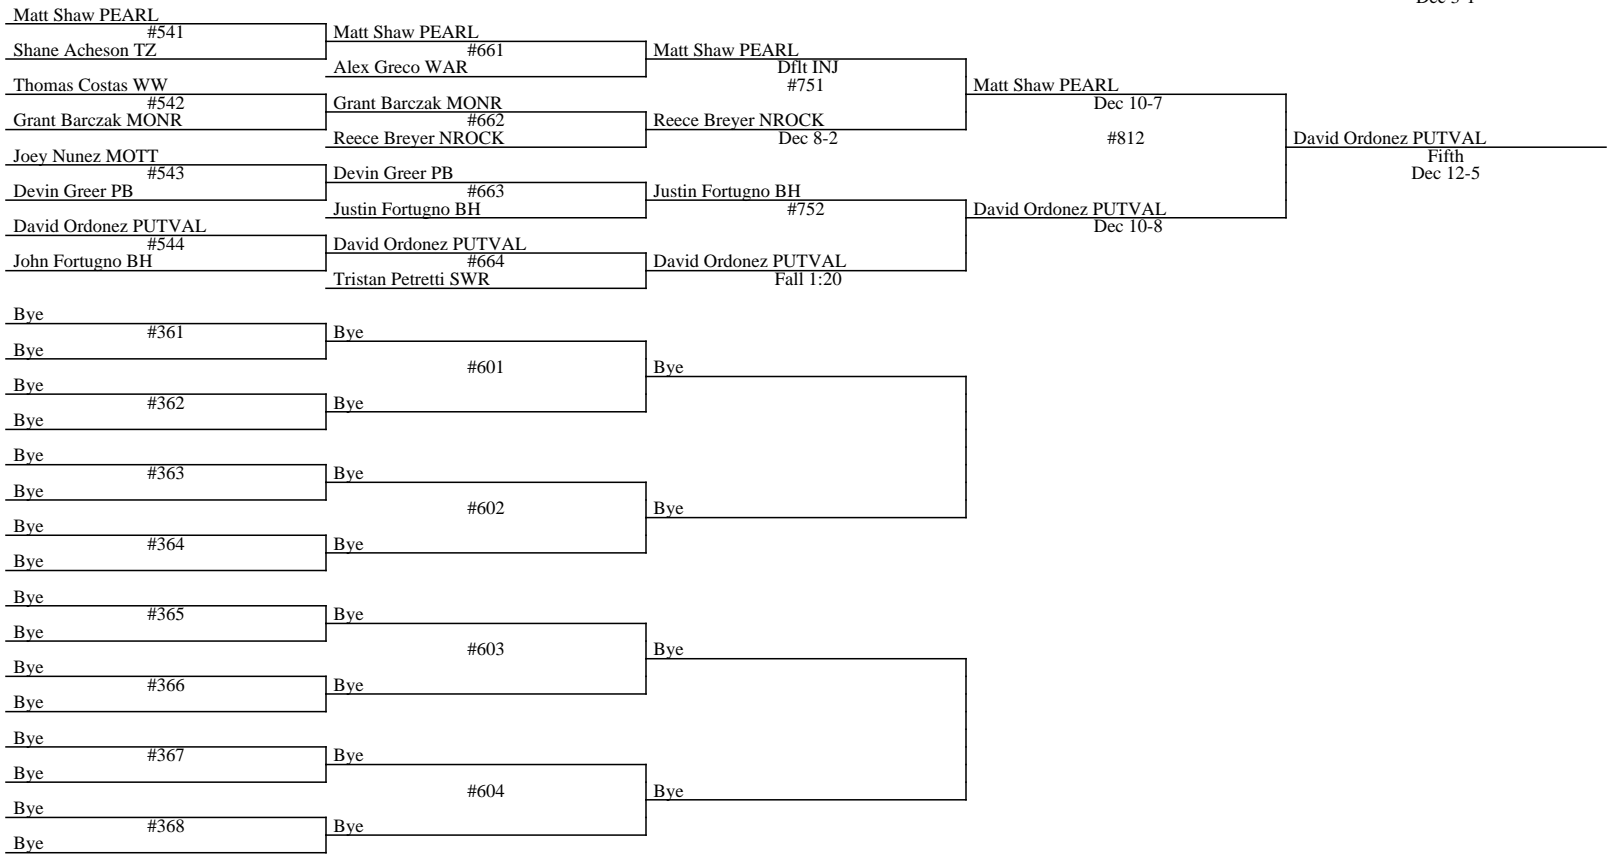 Dec 3-1
Matt Shaw PEARL
#541
Shane Acheson TZ
Thomas Costas WW
#542
Grant Barczak MONR
Joey Nunez MOTT
#543
Devin Greer PB
David Ordonez PUTVAL
#544
John Fortugno BH
Matt Shaw PEARL
#661
Alex Greco WAR
Grant Barczak MONR
#662
Reece Breyer NROCK
Devin Greer PB
#663
Justin Fortugno BH
David Ordonez PUTVAL
#664
Tristan Petretti SWR
Matt Shaw PEARL
Dflt INJ
#751
Reece Breyer NROCK
Dec 8-2
Justin Fortugno BH
#752
David Ordonez PUTVAL
Fall 1:20
Matt Shaw PEARL
Dec 10-7
#812
David Ordonez PUTVAL
Dec 10-8
David Ordonez PUTVAL
Fifth
Dec 12-5
Bye
#361
Bye
Bye
#362
Bye
Bye
#363
Bye
Bye
#364
Bye
Bye
#365
Bye
Bye
#366
Bye
Bye
#367
Bye
Bye
#368
Bye
Bye
#601
Bye
Bye
#602
Bye
Bye
#603
Bye
Bye
#604
Bye
Bye
Bye
Bye
Bye